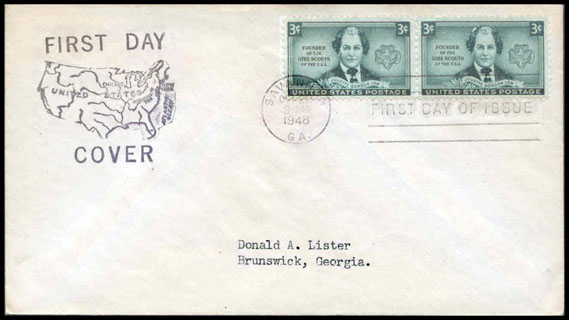 FIRST DAY
UNITED STATES
CHICAGO
COVER
3¢
FOUNDER
OF THE
GIRL SCOUTS
OF THE U.S.A.
UNITED STATES POSTAGE
3¢
FOUNDER
OF THE
GIRL SCOUTS
OF THE U.S.A.
UNITED STATES POSTAGE
1948
GA.
FIRST DAY OF ISSUE
Donald A. Lister
Brunswick, Georgia.